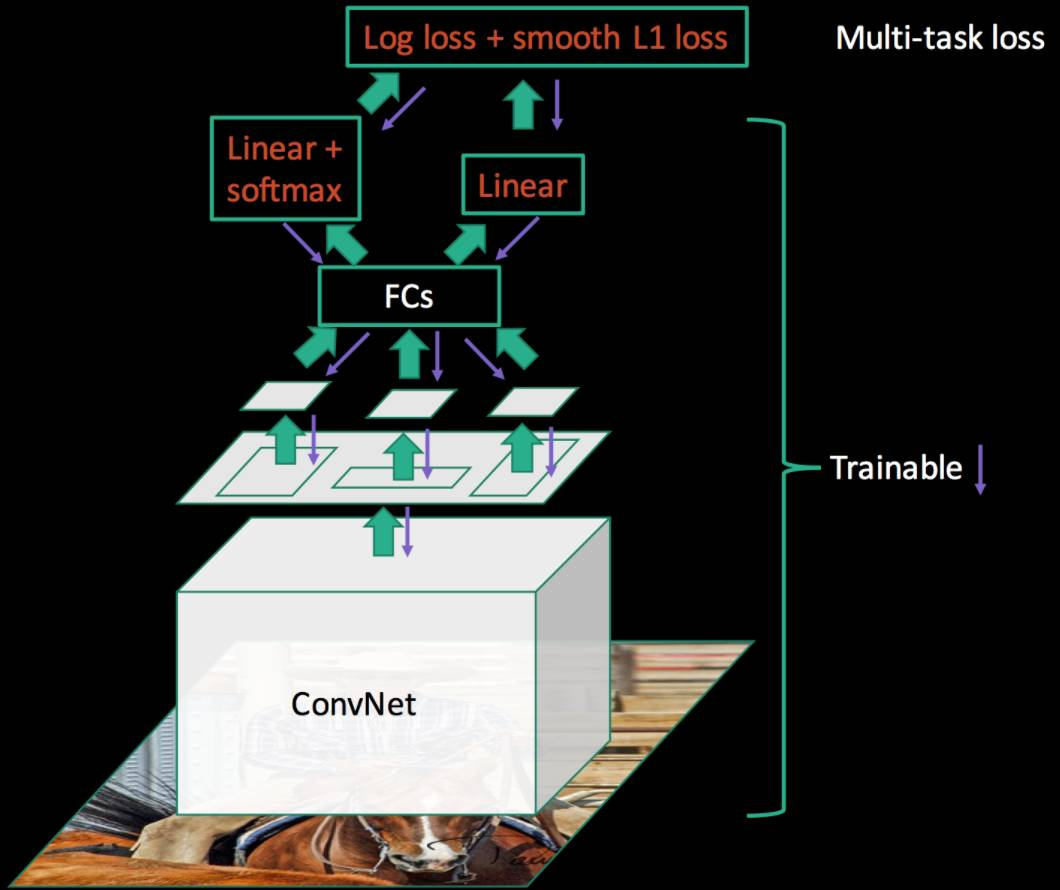 Log loss + smooth L1 loss
Multi-task loss
Linear +
softmax
Linear
FCs
Trainable
ConvNet